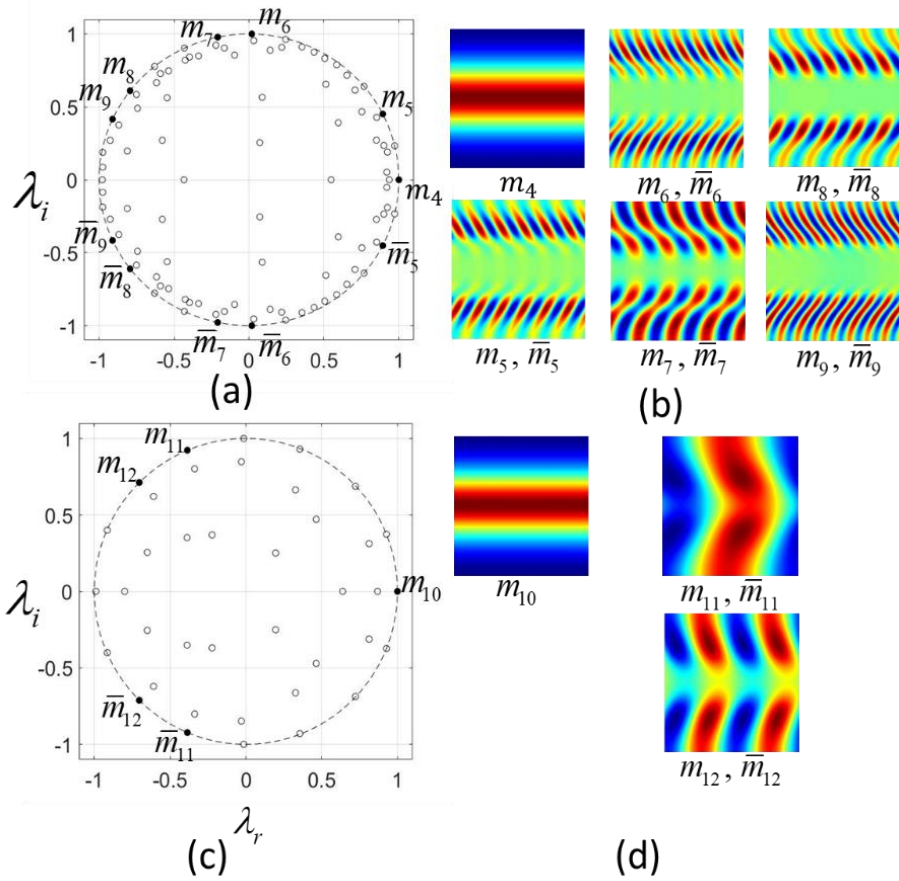 m₇ m₆
1
m₈
m₉
0.5
m₅
λᵢ
0
m₄
m̄₉
-0.5
m̄₅
m̄₈
-1
m̄₇ m̄₆
-1 -0.5 0 0.5 1
(a)
m₄
m₆, m̄₆
m₈, m̄₈
m₅, m̄₅
m₇, m̄₇
m₉, m̄₉
(b)
1
m₁₁
m₁₂
0.5
λᵢ
0
m₁₀
-0.5
m̄₁₂
-1
m̄₁₁
-1 -0.5 0 0.5 1
λᵣ
(c)
m₁₀
m₁₁, m̄₁₁
m₁₂, m̄₁₂
(d)